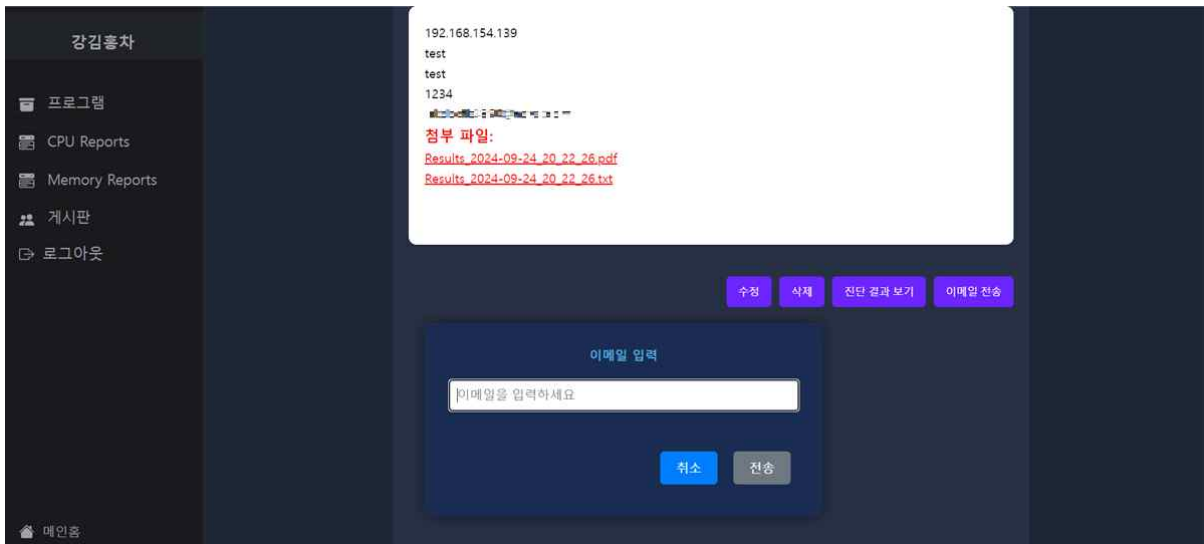 강김홍차
프로그램
CPU Reports
Memory Reports
게시판
로그아웃
메인홈
192.168.154.139
test
test
1234
첨부 파일:
Results_2024-09-24_20_22_26.pdf
Results_2024-09-24_20_22_26.txt
수정 삭제 진단 결과 보기 이메일 전송
이메일 입력
이메일을 입력하세요
취소 전송